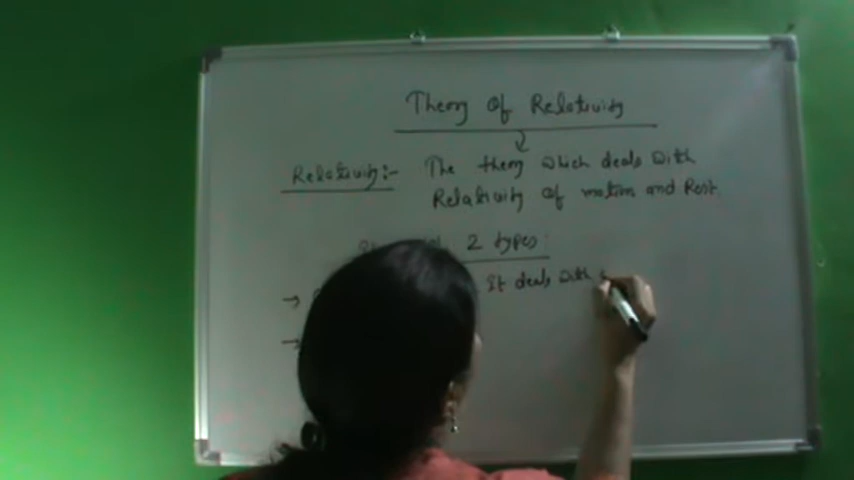 Theory Of Relativity
Relativity:- The theory which deals with
Relativity Of motion and Rest.
2 types
→ It deals with
→